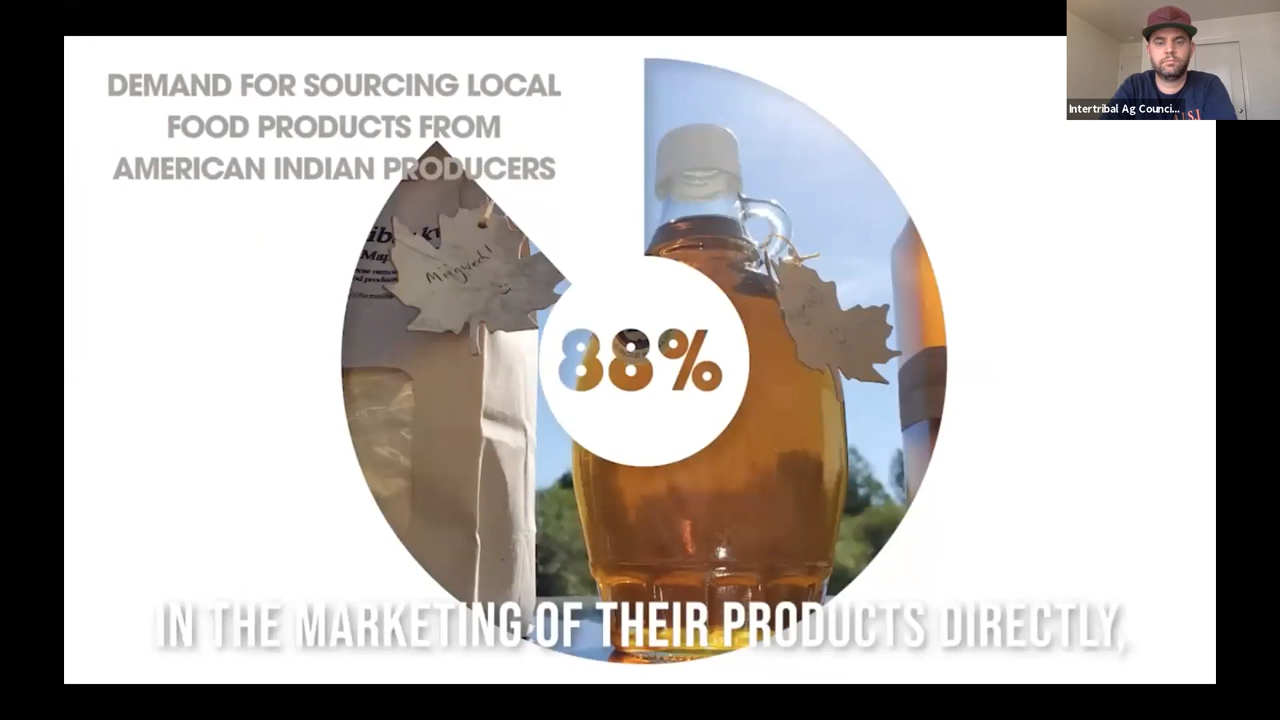 DEMAND FOR SOURCING LOCAL
FOOD PRODUCTS FROM
AMERICAN INDIAN PRODUCERS
Intertribal Ag Counci...
Miigwech!
88%
IN THE MARKETING OF THEIR PRODUCTS DIRECTLY,